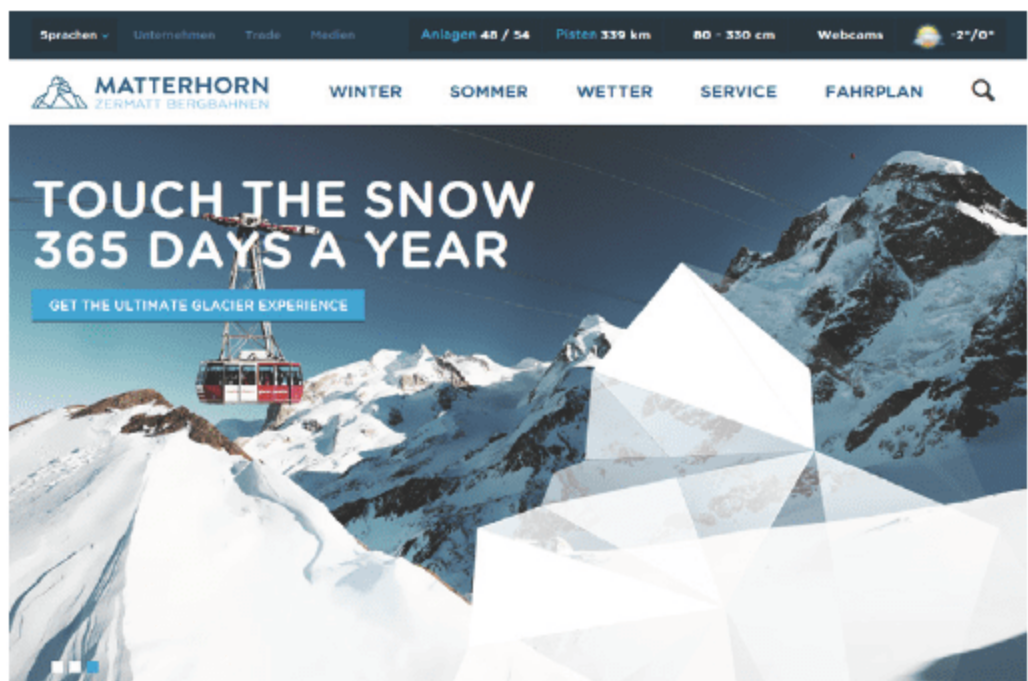 Sprachen Unternehmen Trade Medien Anlagen 48 / 54 Pisten 339 km 80 - 330 cm Webcams -2°/0°
MATTERHORN
ZERMATT BERGBAHNEN
WINTER SOMMER WETTER SERVICE FAHRPLAN
TOUCH THE SNOW
365 DAYS A YEAR
GET THE ULTIMATE GLACIER EXPERIENCE